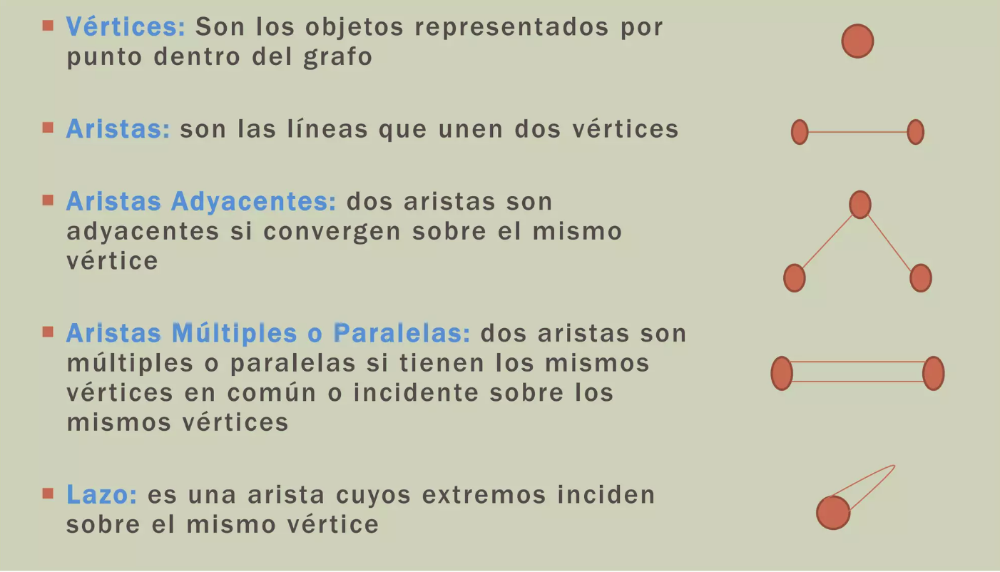 Vértices: Son los objetos representados por
punto dentro del grafo
Aristas: son las líneas que unen dos vértices
Aristas Adyacentes: dos aristas son
adyacentes si convergen sobre el mismo
vértice
Aristas Múltiples o Paralelas: dos aristas son
múltiples o paralelas si tienen los mismos
vértices en común o incidente sobre los
mismos vértices
Lazo: es una arista cuyos extremos inciden
sobre el mismo vértice